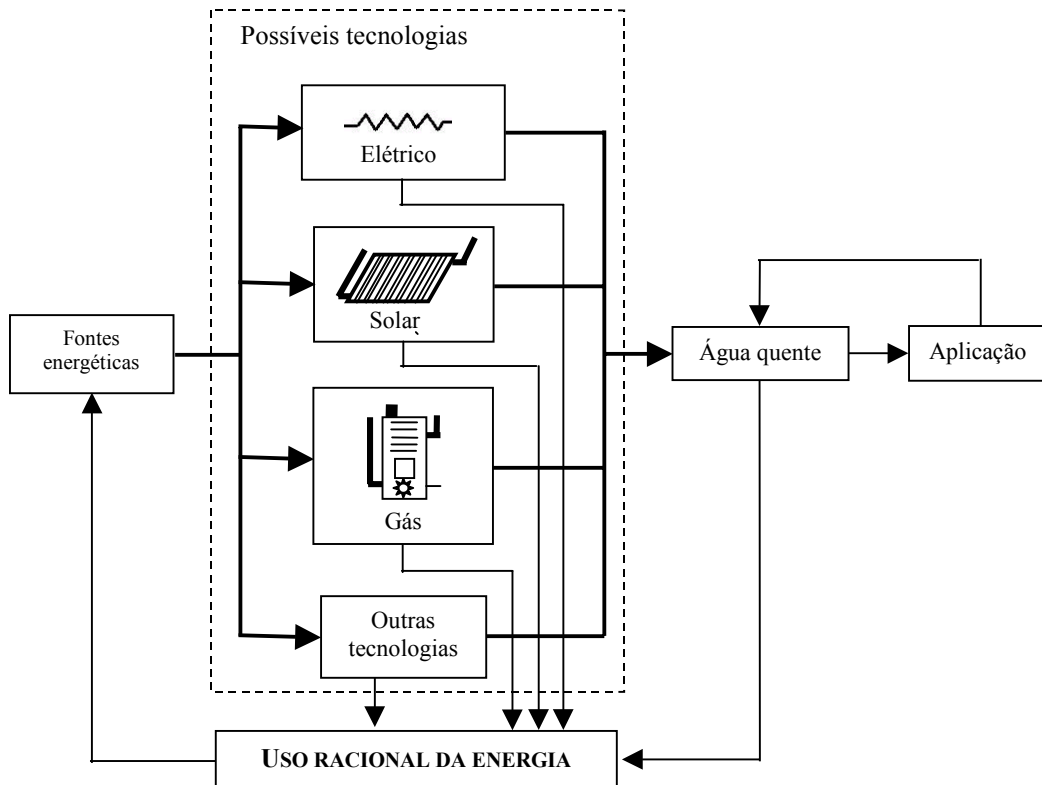 Possíveis tecnologias
Elétrico
Solar
Fontes
energéticas
Água quente
Aplicação
Gás
Outras
tecnologias
USO RACIONAL DA ENERGIA